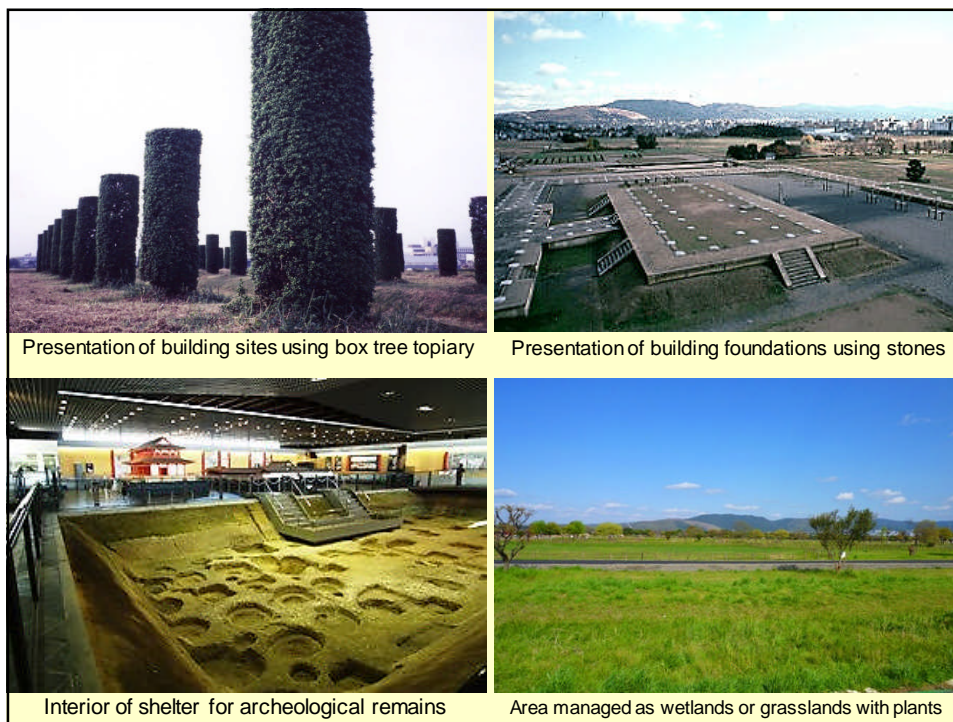 Presentation of building sites using box tree topiary
Presentation of building foundations using stones
Interior of shelter for archeological remains
Area managed as wetlands or grasslands with plants